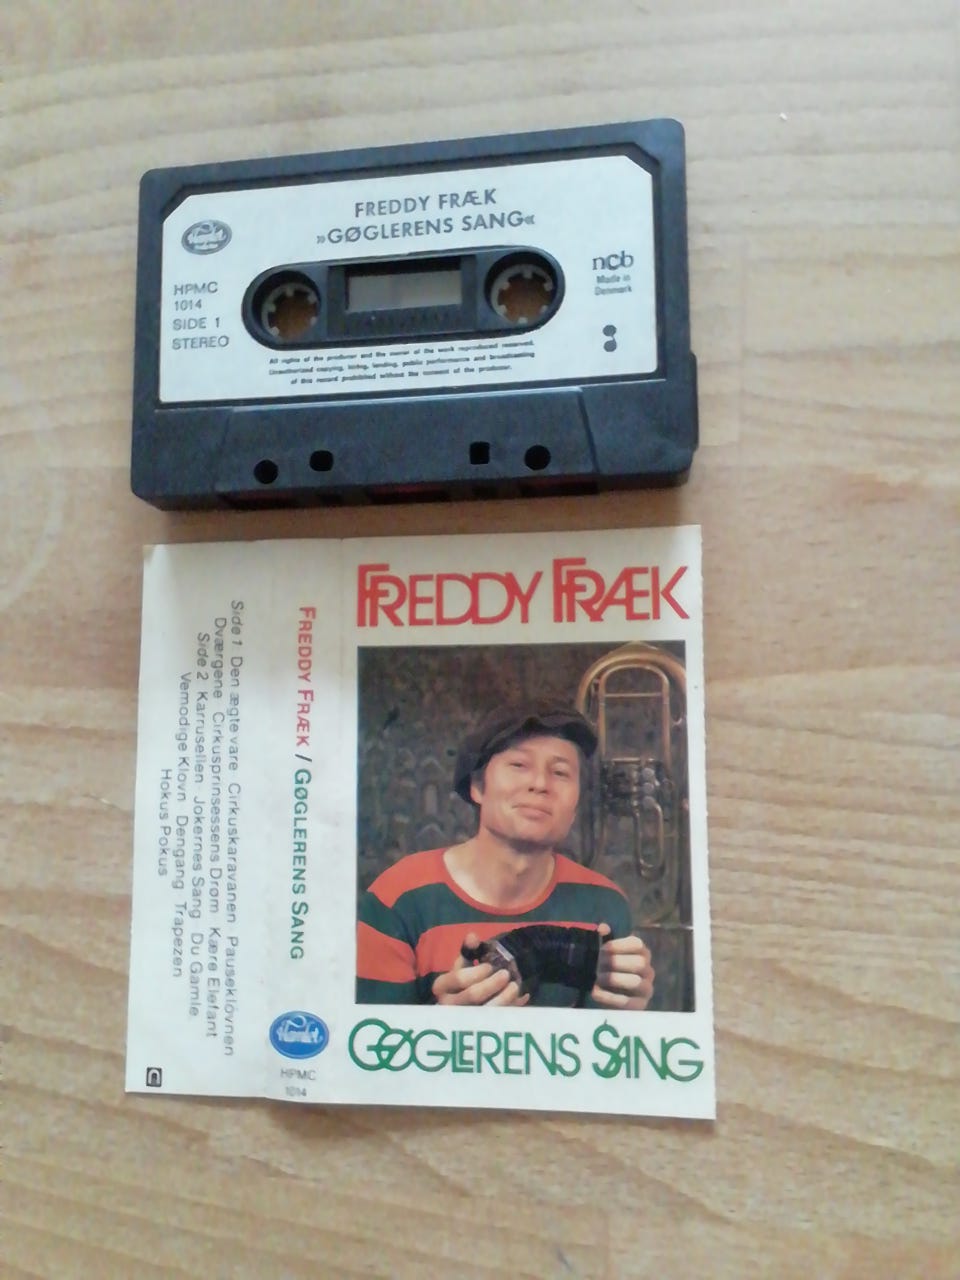 FREDDY FRÆK
»GØGLERENS SANG«
HPMC
1014
SIDE 1
STEREO
ncb
Made in
Denmark
All rights of the producer and the owner of the work reproduced reserved.
Unauthorized copying, hiring, lending, public performance and broadcasting
of this record prohibited without the consent of the producer.
FREDDY FRÆK
GØGLERENS SANG
FREDDY FRÆK / GØGLERENS SANG
Hamlet
HPMC
1014
Side 1 Den ægte vare Cirkuskaravanen Pauseklovnen
Dværgene Cirkusprinsessens Drøm Kære Elefant
Side 2 Karrusellen Jokernes Sang Du Gamle
Vemodige Klovn Dengang Trapezen
Hokus Pokus